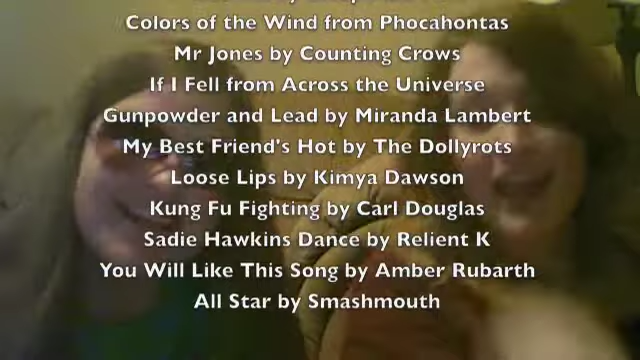 Colors of the Wind from Phocahontas
Mr Jones by Counting Crows
If I Fell from Across the Universe
Gunpowder and Lead by Miranda Lambert
My Best Friend's Hot by The Dollyrots
Loose Lips by Kimya Dawson
Kung Fu Fighting by Carl Douglas
Sadie Hawkins Dance by Relient K
You Will Like This Song by Amber Rubarth
All Star by Smashmouth